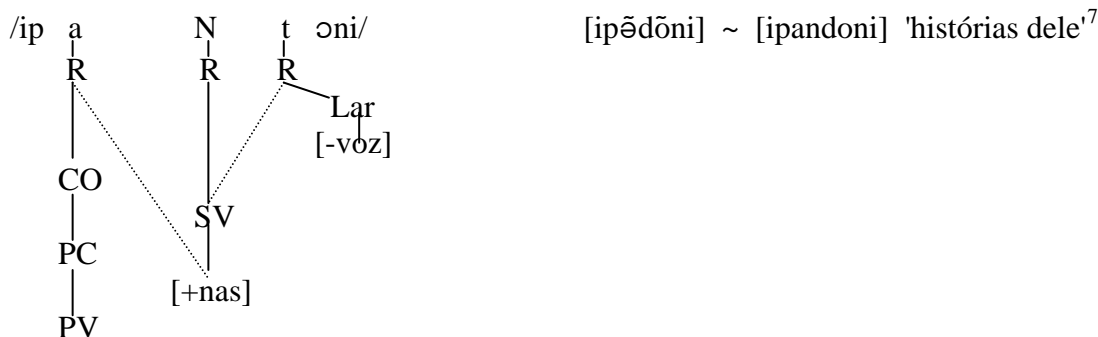 /ip a N t ɔni/ [ipə̃dõni] ~ [ipandoni] 'histórias dele'⁷
R R R
Lar
[-voz]
CO
SV
PC
[+nas]
PV